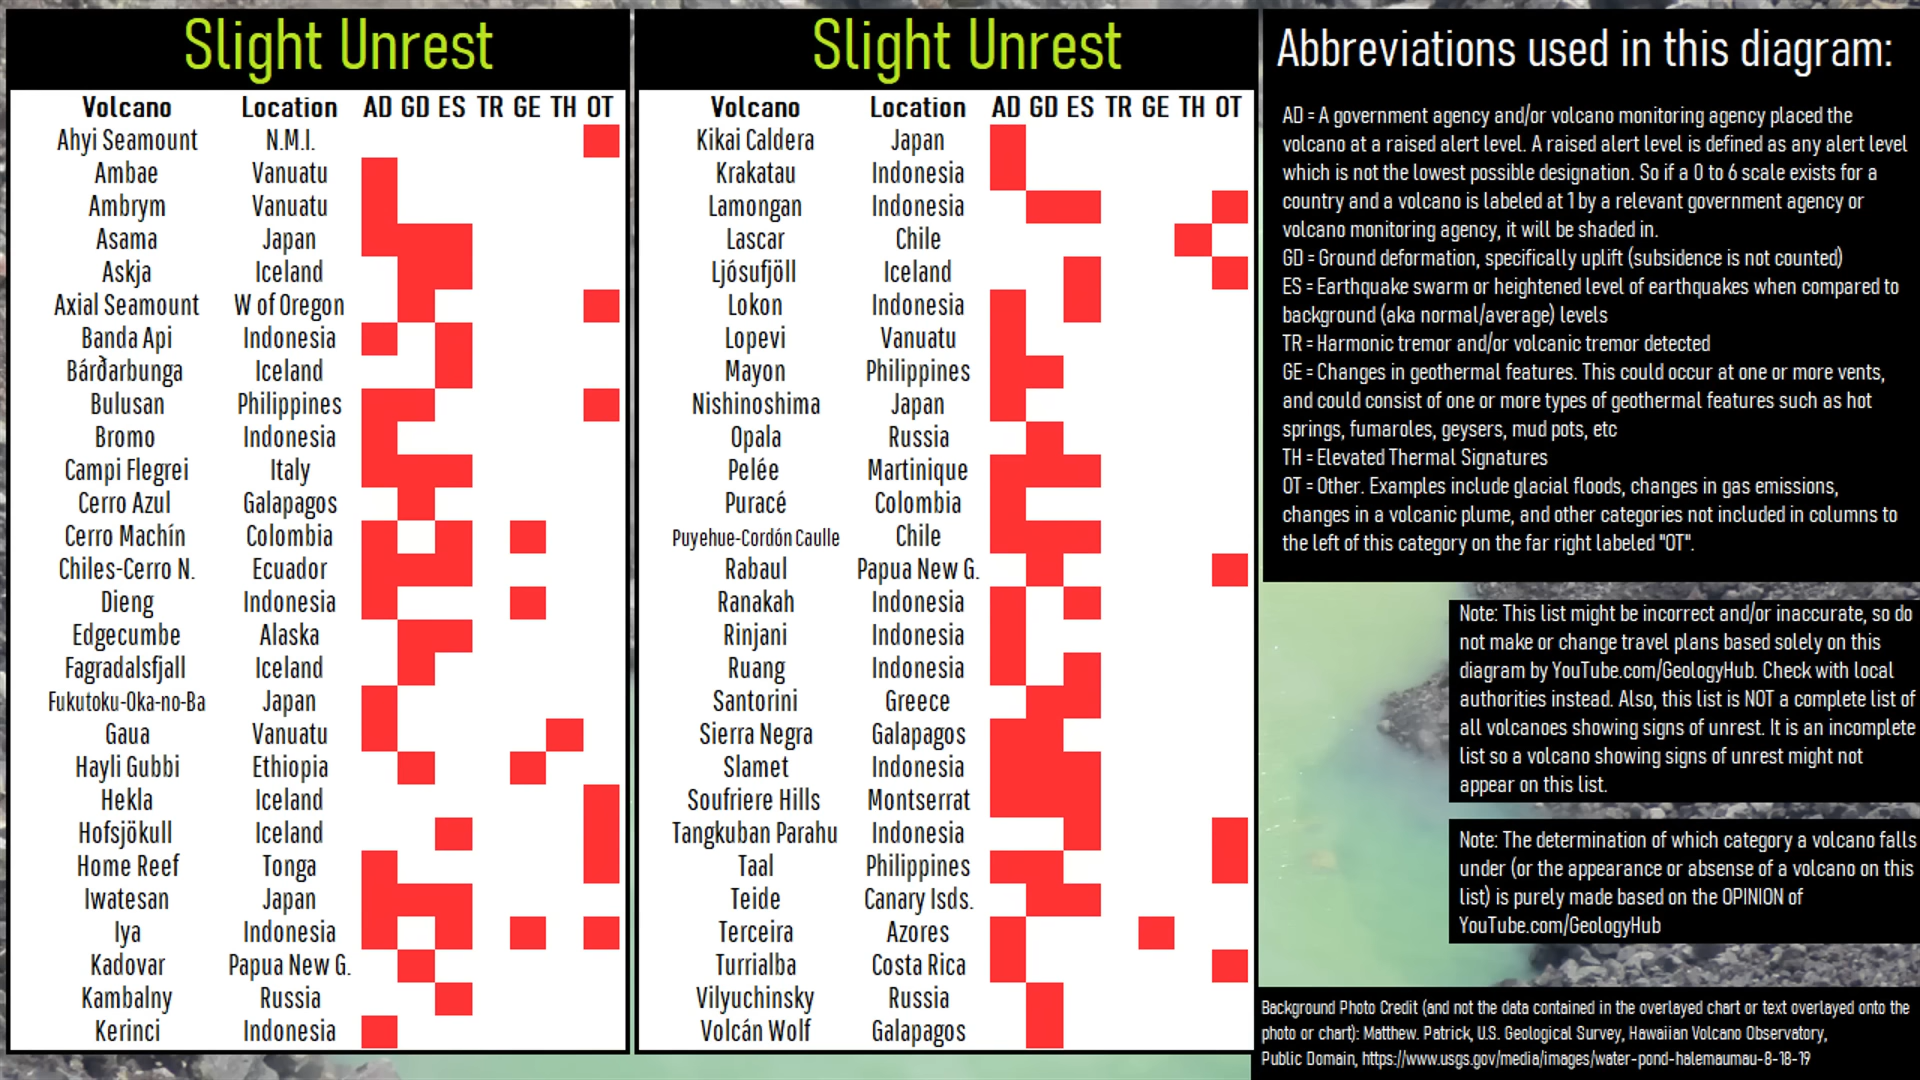 Slight Unrest
Volcano Location AD GD ES TR GE TH OT
Ahyi Seamount N.M.I.
Ambae Vanuatu
Ambrym Vanuatu
Asama Japan
Askja Iceland
Axial Seamount W of Oregon
Banda Api Indonesia
Bárðarbunga Iceland
Bulusan Philippines
Bromo Indonesia
Campi Flegrei Italy
Cerro Azul Galapagos
Cerro Machín Colombia
Chiles-Cerro N. Ecuador
Dieng Indonesia
Edgecumbe Alaska
Fagradalsfjall Iceland
Fukutoku-Oka-no-Ba Japan
Gaua Vanuatu
Hayli Gubbi Ethiopia
Hekla Iceland
Hofsjökull Iceland
Home Reef Tonga
Iwatesan Japan
Iya Indonesia
Kadovar Papua New G.
Kambalny Russia
Kerinci Indonesia
Slight Unrest
Volcano Location AD GD ES TR GE TH OT
Kikai Caldera Japan
Krakatau Indonesia
Lamongan Indonesia
Lascar Chile
Ljósufjöll Iceland
Lokon Indonesia
Lopevi Vanuatu
Mayon Philippines
Nishinoshima Japan
Opala Russia
Pelée Martinique
Puracé Colombia
Puyehue-Cordón Caulle Chile
Rabaul Papua New G.
Ranakah Indonesia
Rinjani Indonesia
Ruang Indonesia
Santorini Greece
Sierra Negra Galapagos
Slamet Indonesia
Soufriere Hills Montserrat
Tangkuban Parahu Indonesia
Taal Philippines
Teide Canary Isds.
Terceira Azores
Turrialba Costa Rica
Vilyuchinsky Russia
Volcán Wolf Galapagos
Abbreviations used in this diagram:
AD = A government agency and/or volcano monitoring agency placed the
volcano at a raised alert level. A raised alert level is defined as any alert level
which is not the lowest possible designation. So if a 0 to 6 scale exists for a
country and a volcano is labeled at 1 by a relevant government agency or
volcano monitoring agency, it will be shaded in.
GD = Ground deformation, specifically uplift (subsidence is not counted)
ES = Earthquake swarm or heightened level of earthquakes when compared to
background (aka normal/average) levels
TR = Harmonic tremor and/or volcanic tremor detected
GE = Changes in geothermal features. This could occur at one or more vents,
and could consist of one or more types of geothermal features such as hot
springs, fumaroles, geysers, mud pots, etc
TH = Elevated Thermal Signatures
OT = Other. Examples include glacial floods, changes in gas emissions,
changes in a volcanic plume, and other categories not included in columns to
the left of this category on the far right labeled "OT".
Note: This list might be incorrect and/or inaccurate, so do
not make or change travel plans based solely on this
diagram by YouTube.com/GeologyHub. Check with local
authorities instead. Also, this list is NOT a complete list of
all volcanoes showing signs of unrest. It is an incomplete
list so a volcano showing signs of unrest might not
appear on this list.
Note: The determination of which category a volcano falls
under (or the appearance or absense of a volcano on this
list) is purely made based on the OPINION of
YouTube.com/GeologyHub
Background Photo Credit (and not the data contained in the overlayed chart or text overlayed onto the
photo or chart): Matthew. Patrick, U.S. Geological Survey, Hawaiian Volcano Observatory,
Public Domain, https://www.usgs.gov/media/images/water-pond-halemaumau-8-18-19